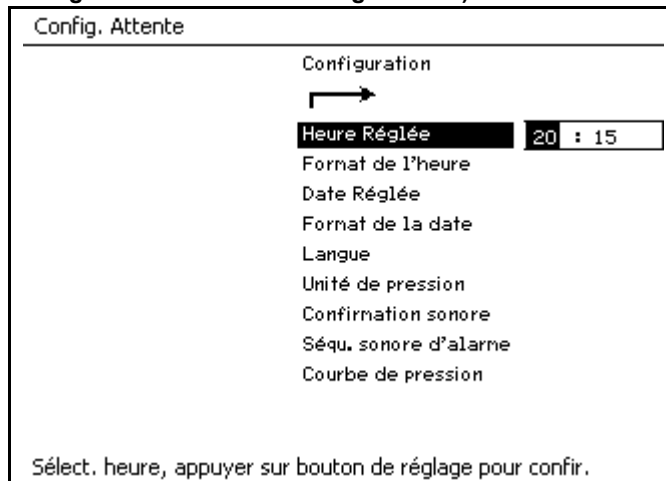 Config. Attente
Configuration
Heure Réglée 20 : 15
Format de l'heure
Date Réglée
Format de la date
Langue
Unité de pression
Confirmation sonore
Séqu. sonore d'alarme
Courbe de pression
Sélect. heure, appuyer sur bouton de réglage pour confir.